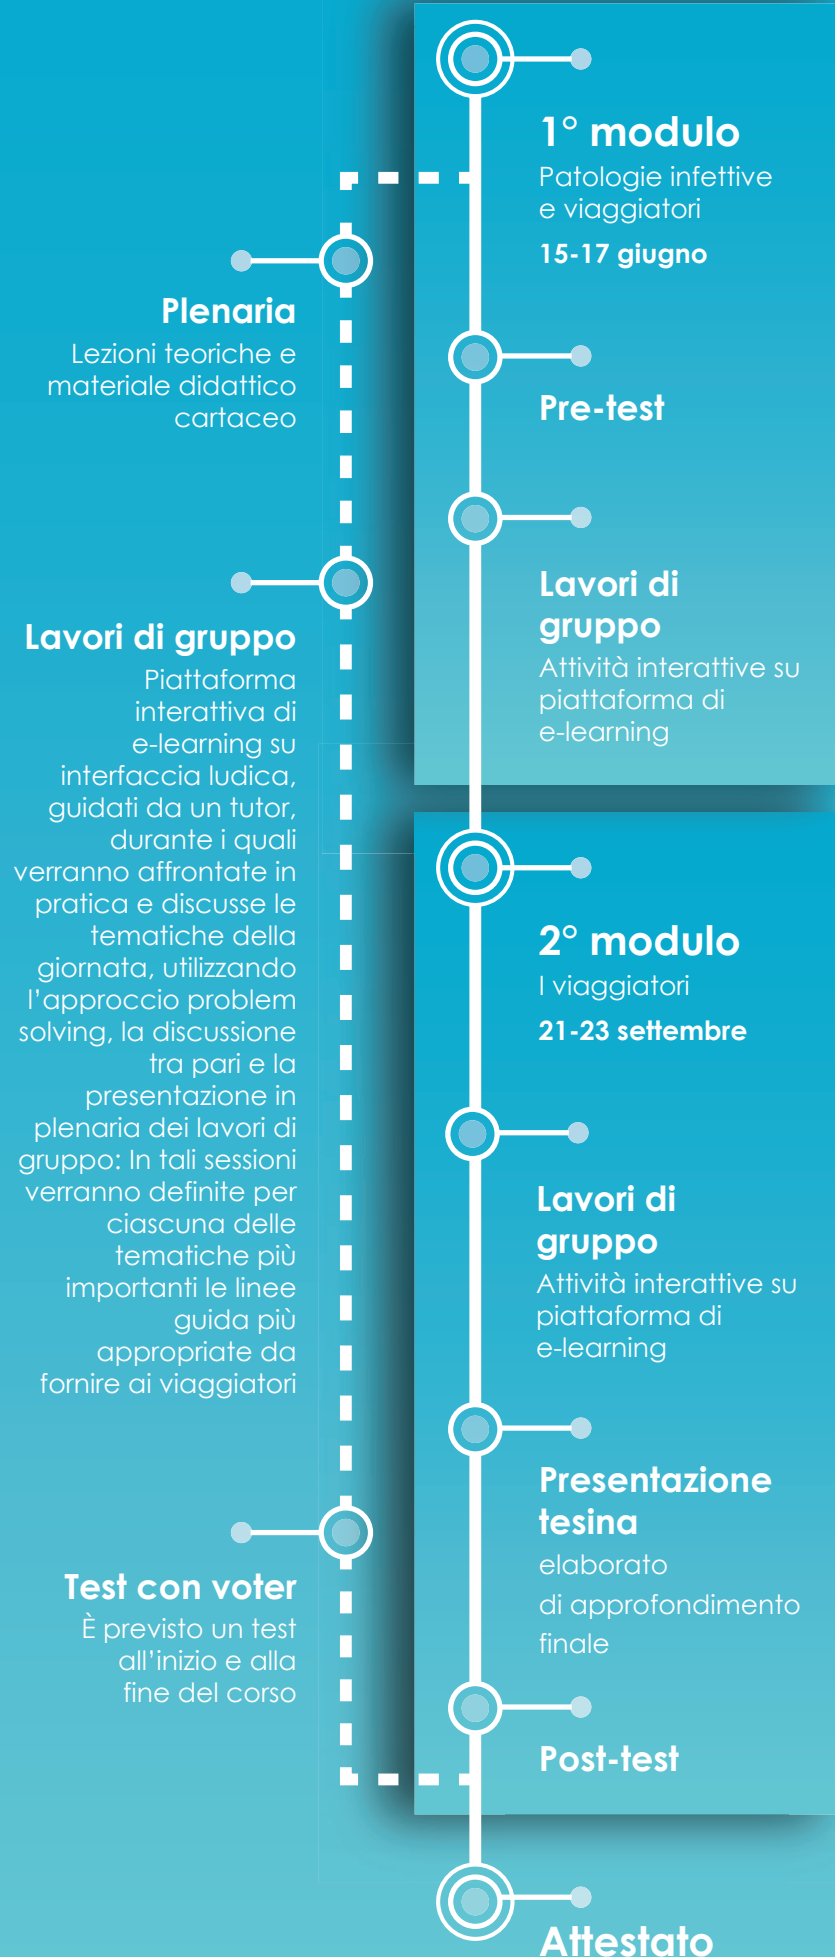 1° modulo
Patologie infettive
e viaggiatori
15-17 giugno
Pre-test
Lavori di
gruppo
Attività interattive su
piattaforma di
e-learning
2° modulo
I viaggiatori
21-23 settembre
Lavori di
gruppo
Attività interattive su
piattaforma di
e-learning
Presentazione
tesina
elaborato
di approfondimento
finale
Post-test
Attestato
Plenaria
Lezioni teoriche e
materiale didattico
cartaceo
Lavori di gruppo
Piattaforma
interattiva di
e-learning su
interfaccia ludica,
guidati da un tutor,
durante i quali
verranno affrontate in
pratica e discusse le
tematiche della
giornata, utilizzando
l’approccio problem
solving, la discussione
tra pari e la
presentazione in
plenaria dei lavori di
gruppo: In tali sessioni
verranno definite per
ciascuna delle
tematiche più
importanti le linee
guida più
appropriate da
fornire ai viaggiatori
Test con voter
È previsto un test
all’inizio e alla
fine del corso